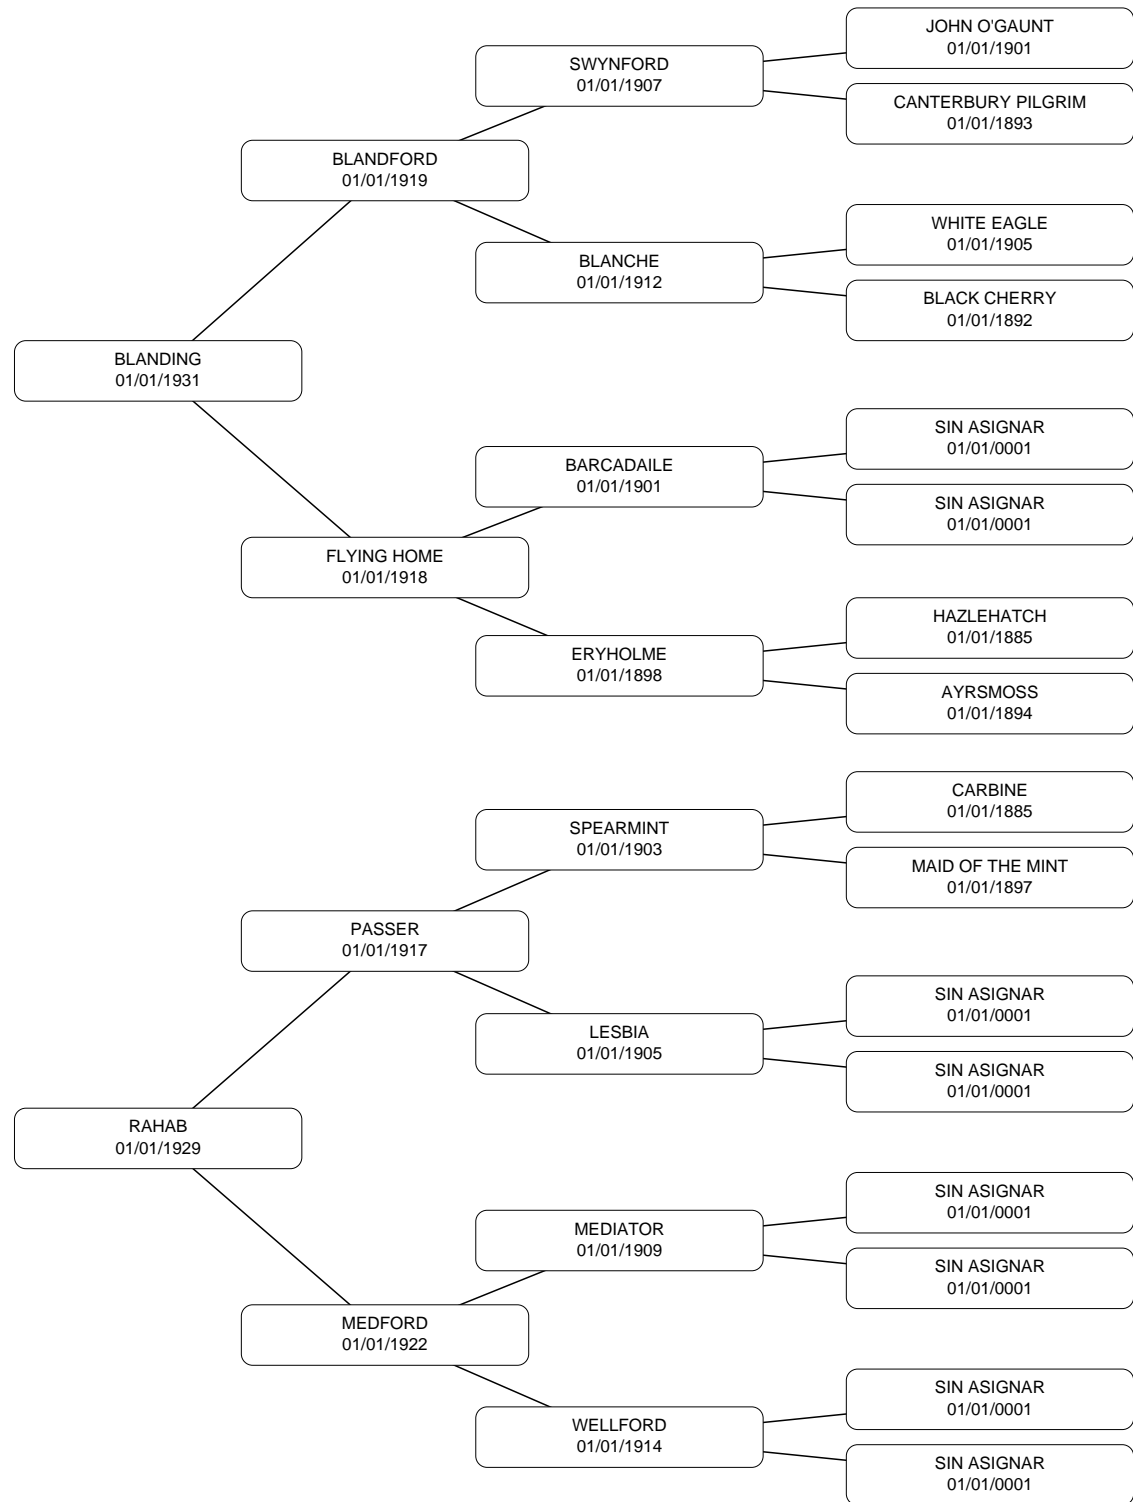 JOHN O'GAUNT
01/01/1901
SWYNFORD
01/01/1907
CANTERBURY PILGRIM
01/01/1893
BLANDFORD
01/01/1919
WHITE EAGLE
01/01/1905
BLANCHE
01/01/1912
BLACK CHERRY
01/01/1892
BLANDING
01/01/1931
SIN ASIGNAR
01/01/0001
BARCADAILE
01/01/1901
SIN ASIGNAR
01/01/0001
FLYING HOME
01/01/1918
HAZLEHATCH
01/01/1885
ERYHOLME
01/01/1898
AYRSMOSS
01/01/1894
CARBINE
01/01/1885
SPEARMINT
01/01/1903
MAID OF THE MINT
01/01/1897
PASSER
01/01/1917
SIN ASIGNAR
01/01/0001
LESBIA
01/01/1905
SIN ASIGNAR
01/01/0001
RAHAB
01/01/1929
SIN ASIGNAR
01/01/0001
MEDIATOR
01/01/1909
SIN ASIGNAR
01/01/0001
MEDFORD
01/01/1922
SIN ASIGNAR
01/01/0001
WELLFORD
01/01/1914
SIN ASIGNAR
01/01/0001